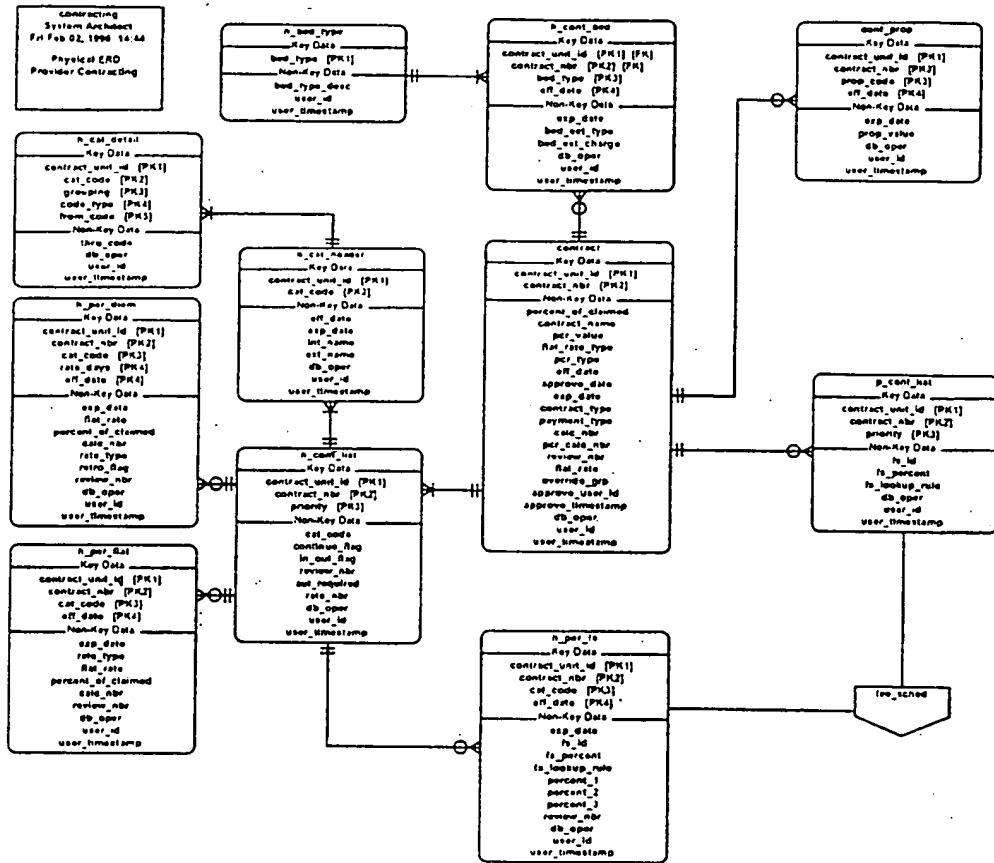 contracting
System Architect
Fri Feb 02, 1996 14:44
Physical ERD
Provider Contracting
h_bed_type
Key Data
bed_type [PK1]
Non-Key Data
bed_type_desc
user_id
user_timestamp
h_cont_bed
Key Data
contract_unit_id [PK1] [FK]
contract_nbr [PK2] [FK]
bed_type [PK3]
eff_date [PK4]
Non-Key Data
exp_date
bed_ext_type
bed_ext_charge
db_oper
user_id
user_timestamp
conf_prop
Key Data
contract_unit_id [PK1]
contract_nbr [PK2]
prop_code [PK3]
eff_date [PK4]
Non-Key Data
exp_date
prop_value
db_oper
user_id
user_timestamp
h_cat_detail
Key Data
contract_unit_id [PK1]
cat_code [PK2]
grouping [PK3]
code_type [PK4]
from_code [PK5]
Non-Key Data
thru_code
db_oper
user_id
user_timestamp
h_cat_header
Key Data
contract_unit_id [PK1]
cat_code [PK2]
Non-Key Data
eff_date
exp_date
int_name
ext_name
db_oper
user_id
user_timestamp
contract
Key Data
contract_unit_id [PK1]
contract_nbr [PK2]
Non-Key Data
percent_of_claimed
contract_name
pcr_value
flat_rate_type
pcr_type
eff_date
approve_date
exp_date
contract_type
payment_type
calc_nbr
pcr_calc_nbr
review_nbr
flat_rate
override_grp
approve_user_id
approve_timestamp
db_oper
user_id
user_timestamp
h_per_diem
Key Data
contract_unit_id [PK1]
contract_nbr [PK2]
cat_code [PK3]
rate_days [PK4]
eff_date [PK4]
Non-Key Data
exp_date
flat_rate
percent_of_claimed
calc_nbr
rate_type
retro_flag
review_nbr
db_oper
user_id
user_timestamp
p_cont_list
Key Data
contract_unit_id [PK1]
contract_nbr [PK2]
priority [PK3]
Non-Key Data
fs_id
fs_percent
fs_lookup_rule
db_oper
user_id
user_timestamp
h_cont_list
Key Data
contract_unit_id [PK1]
contract_nbr [PK2]
priority [PK3]
Non-Key Data
cat_code
continue_flag
in_out_flag
review_nbr
aut_required
rate_nbr
db_oper
user_id
user_timestamp
h_per_flat
Key Data
contract_unit_id [PK1]
contract_nbr [PK2]
cat_code [PK3]
eff_date [PK4]
Non-Key Data
exp_date
rate_type
flat_rate
percent_of_claimed
calc_nbr
review_nbr
db_oper
user_id
user_timestamp
h_per_fs
Key Data
contract_unit_id [PK1]
contract_nbr [PK2]
cat_code [PK3]
eff_date [PK4]
Non-Key Data
exp_date
fs_id
fs_percent
fs_lookup_rule
percent_1
percent_2
percent_3
review_nbr
db_oper
user_id
user_timestamp
fee_sched